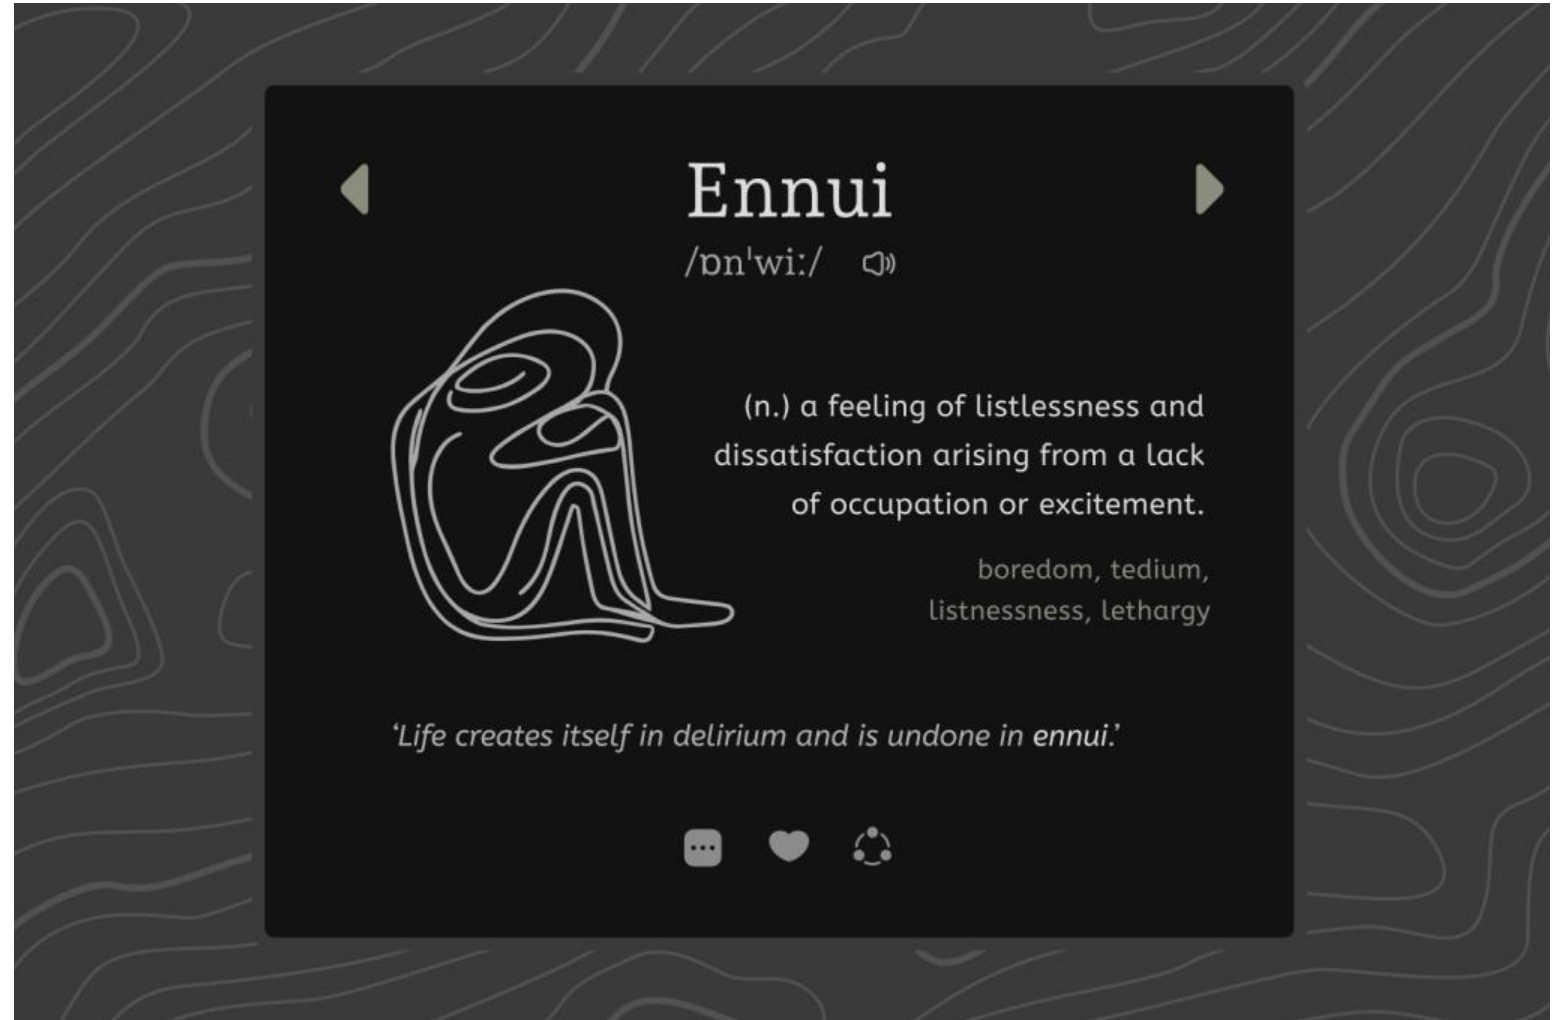 Ennui
/ɒnˈwiː/
(n.) a feeling of listlessness and
dissatisfaction arising from a lack
of occupation or excitement.
boredom, tedium,
listnessness, lethargy
‘Life creates itself in delirium and is undone in ennui.’